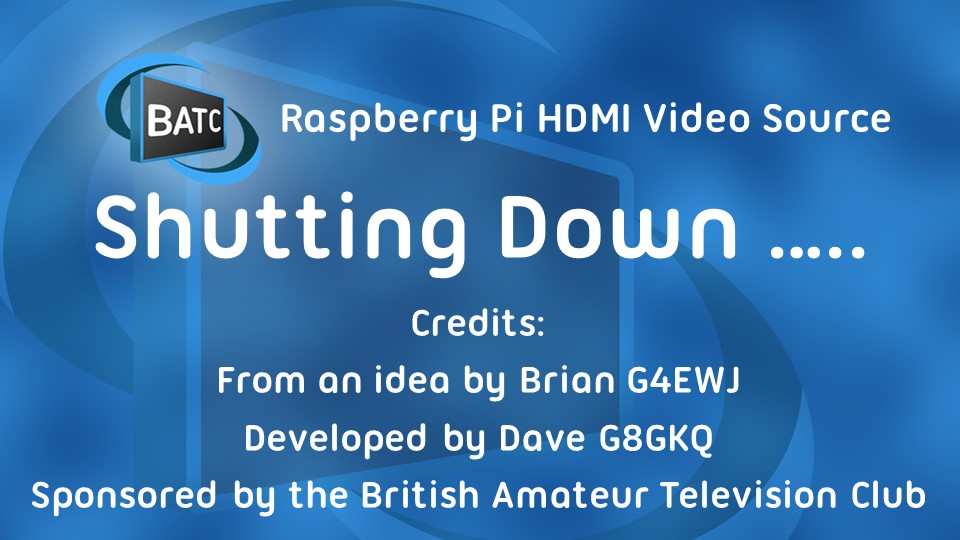 BATC
Raspberry Pi HDMI Video Source
Shutting Down .....
Credits:
From an idea by Brian G4EWJ
Developed by Dave G8GKQ
Sponsored by the British Amateur Television Club